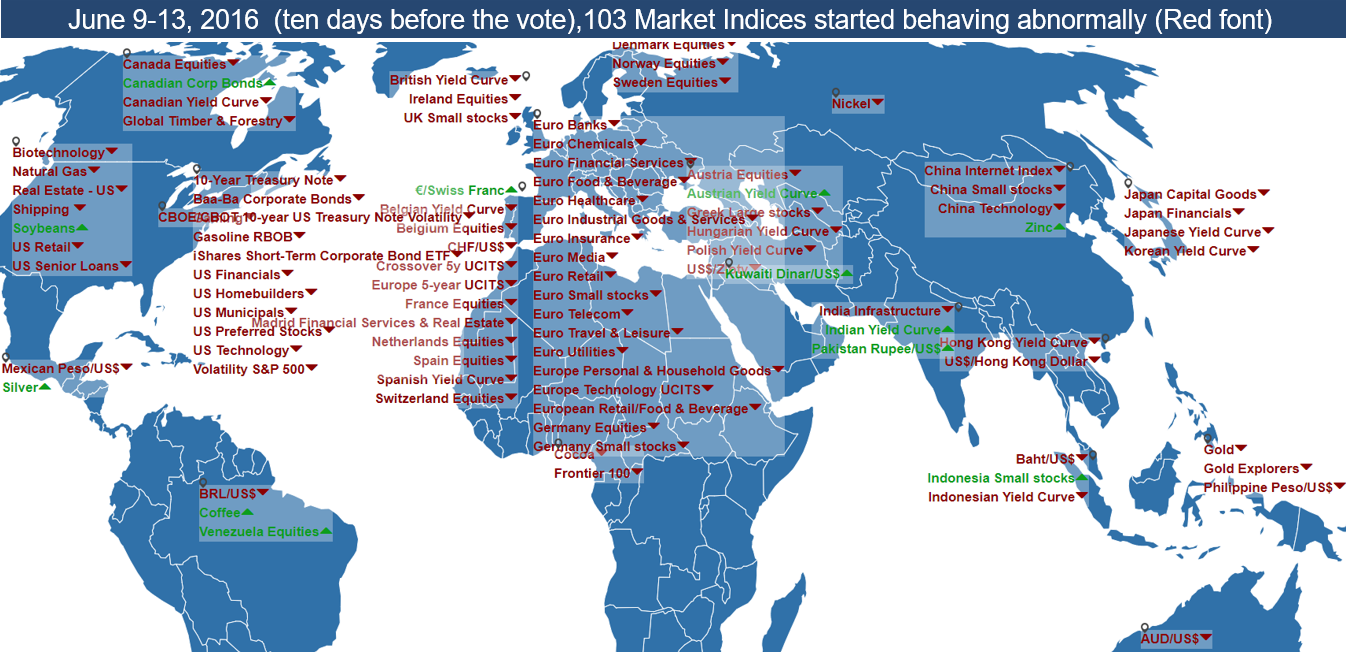 June 9-13, 2016 (ten days before the vote),103 Market Indices started behaving abnormally (Red font)
Canada Equities
Canadian Corp Bonds
Canadian Yield Curve
Global Timber & Forestry
British Yield Curve
Ireland Equities
UK Small stocks
Denmark Equities
Norway Equities
Sweden Equities
Nickel
Biotechnology
Natural Gas
Real Estate - US
Shipping
Soybeans
US Retail
US Senior Loans
10-Year Treasury Note
Baa-Ba Corporate Bonds
CBOE/CBOT 10-year US Treasury Note Volatility
Gasoline RBOB
iShares Short-Term Corporate Bond ETF
US Financials
US Homebuilders
US Municipals
US Preferred Stocks
US Technology
Volatility S&P 500
€/Swiss Franc
Belgian Yield Curve
Belgium Equities
CHF/US$
Crossover 5y UCITS
Europe 5-year UCITS
France Equities
Madrid Financial Services & Real Estate
Netherlands Equities
Spain Equities
Spanish Yield Curve
Switzerland Equities
Euro Banks
Euro Chemicals
Euro Financial Services
Euro Food & Beverage
Euro Healthcare
Euro Industrial Goods & Services
Euro Insurance
Euro Media
Euro Retail
Euro Small stocks
Euro Telecom
Euro Travel & Leisure
Euro Utilities
Europe Personal & Household Goods
Europe Technology UCITS
European Retail/Food & Beverage
Germany Equities
Germany Small stocks
Cocoa
Frontier 100
Austria Equities
Austrian Yield Curve
Greek Large stocks
Hungarian Yield Curve
Polish Yield Curve
US$/Zloty
Kuwaiti Dinar/US$
China Internet Index
China Small stocks
China Technology
Zinc
Japan Capital Goods
Japan Financials
Japanese Yield Curve
Korean Yield Curve
India Infrastructure
Indian Yield Curve
Pakistan Rupee/US$
Hong Kong Yield Curve
US$/Hong Kong Dollar
Mexican Peso/US$
Silver
BRL/US$
Coffee
Venezuela Equities
Baht/US$
Indonesia Small stocks
Indonesian Yield Curve
Gold
Gold Explorers
Philippine Peso/US$
AUD/US$